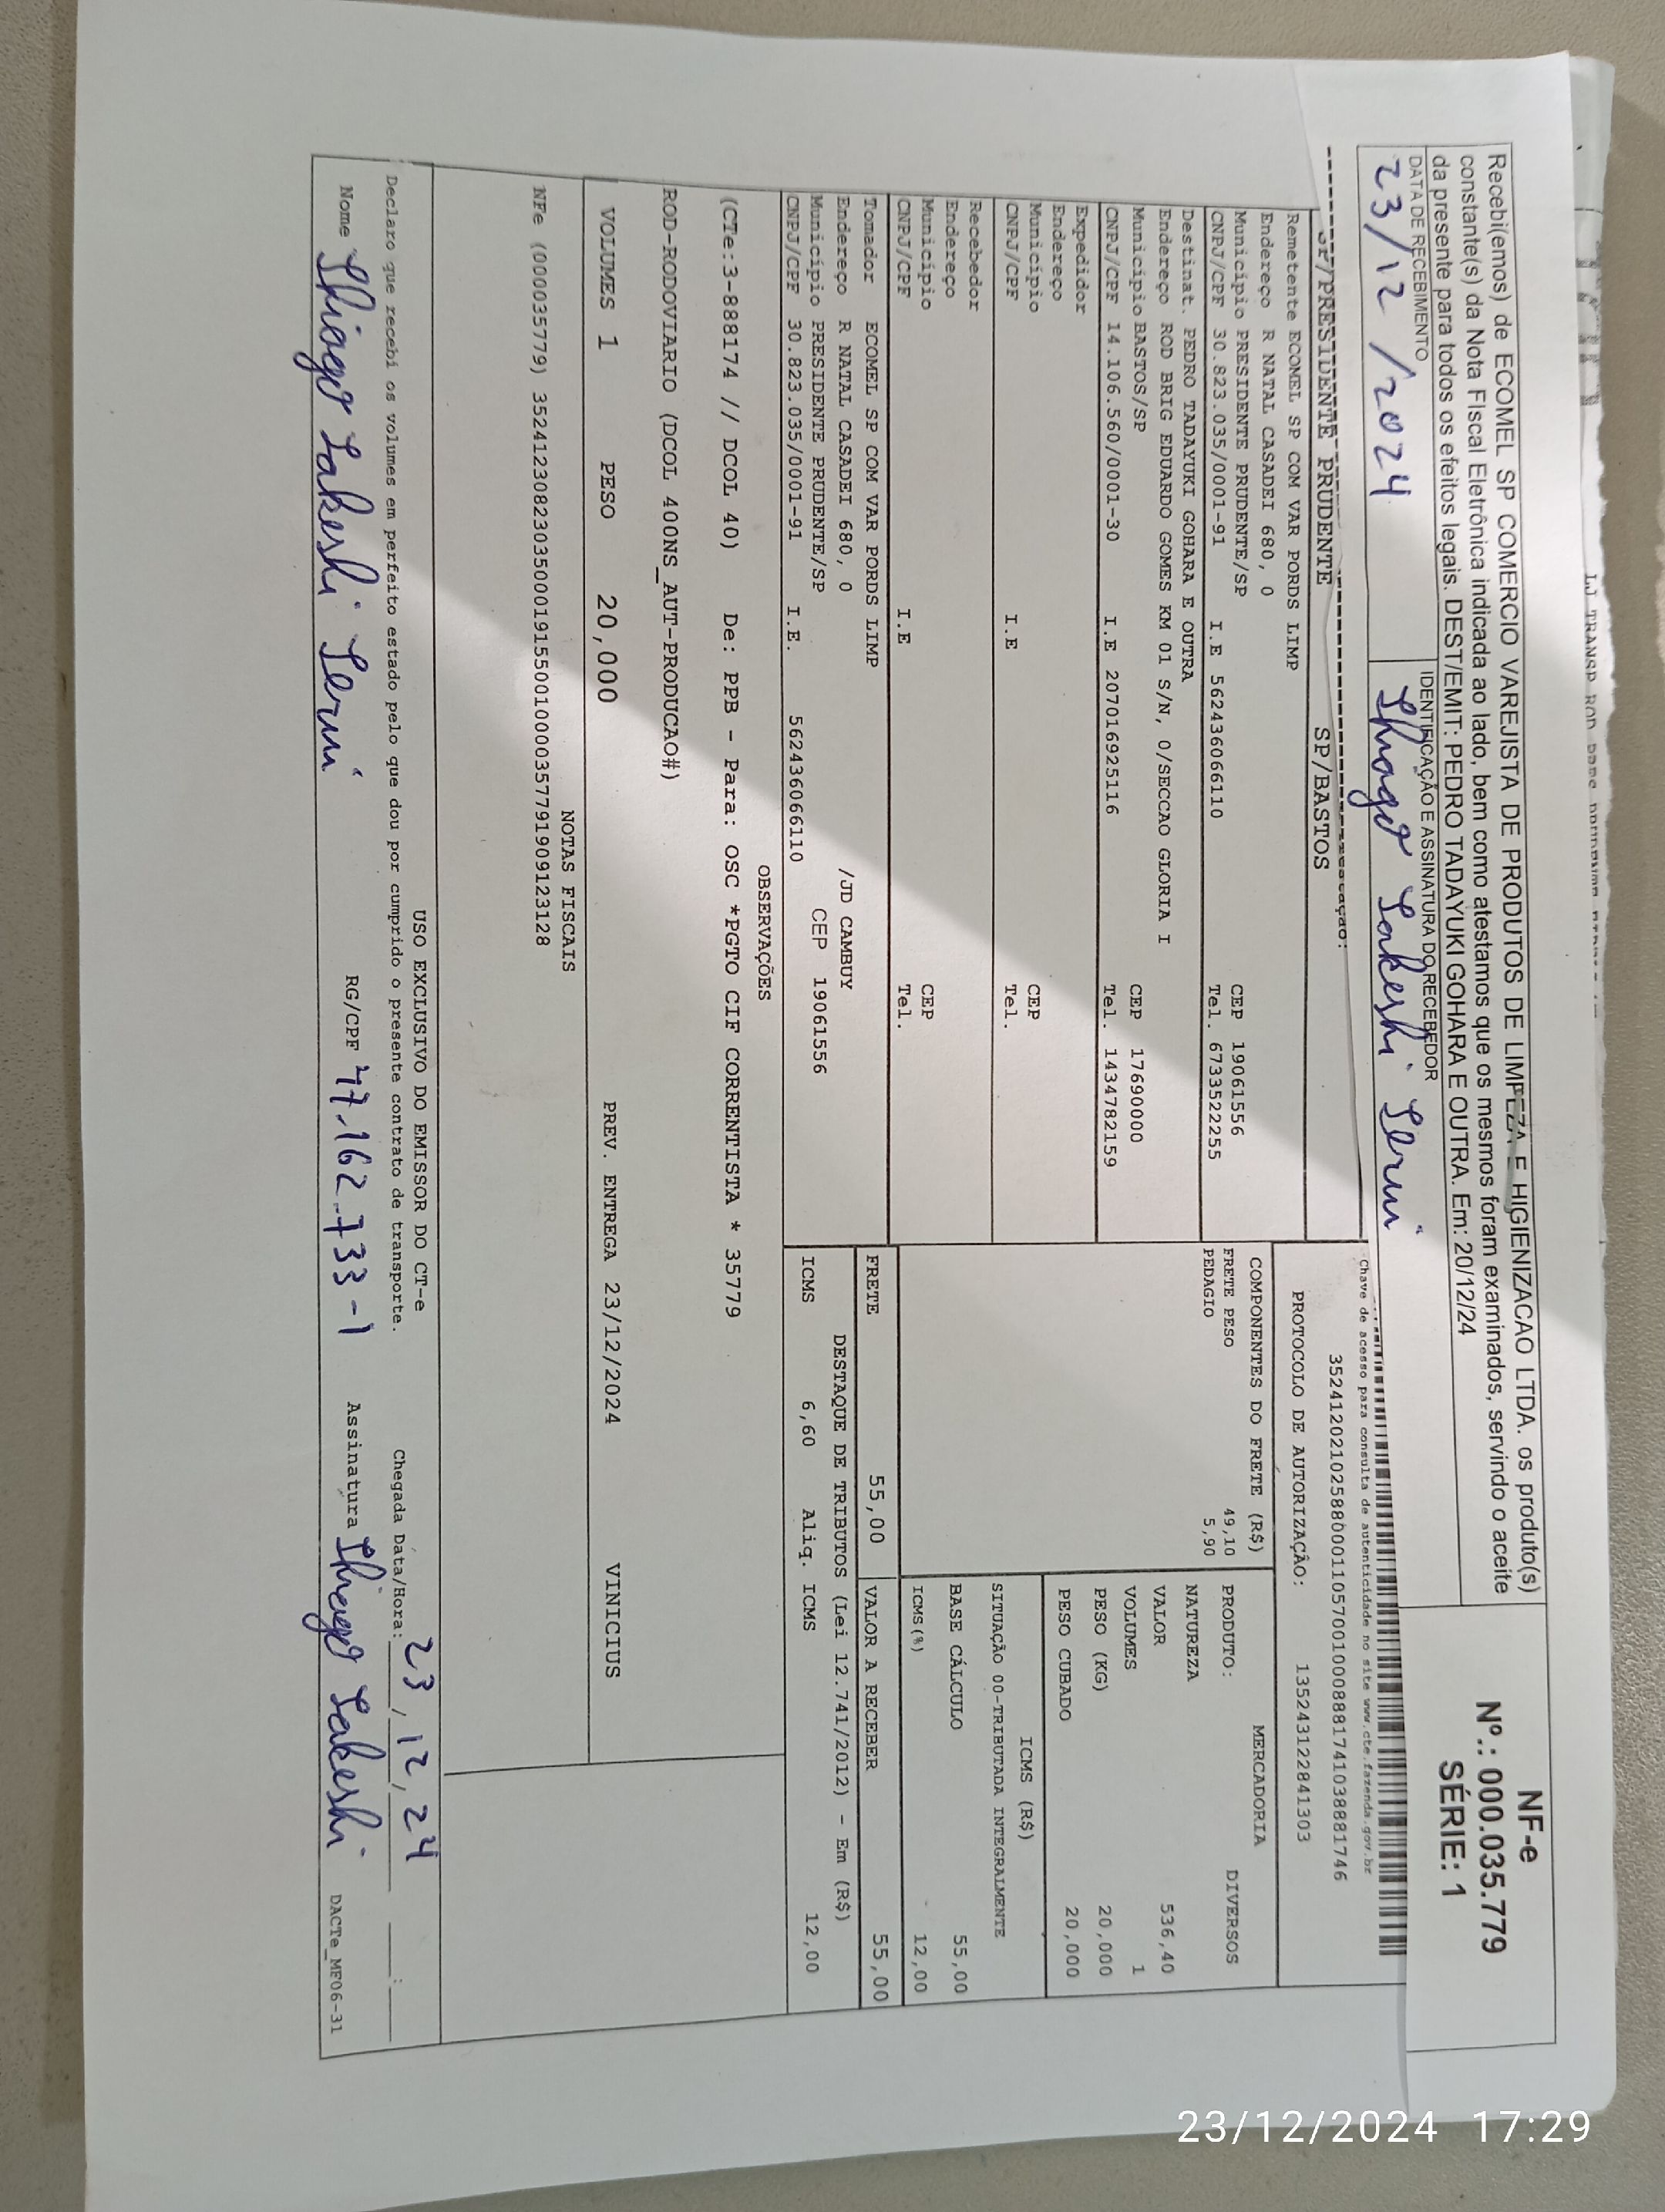 Recebi(emos) de ECOMEL SP COMERCIO VAREJISTA DE PRODUTOS DE LIMPEZA E HIGIENIZACAO LTDA. os produto(s)
constante(s) da Nota Fiscal Eletrônica indicada ao lado, bem como atestamos que os mesmos foram examinados, servindo o aceite
da presente para todos os efeitos legais. DEST/EMIT: PEDRO TADAYUKI GOHARA E OUTRA. Em: 20/12/24
NF-e
Nº.: 000.035.779
SÉRIE: 1
DATA DE RECEBIMENTO
23/12/2024
IDENTIFICAÇÃO E ASSINATURA DO RECEBEDOR
Thiago Takeshi Terui
SP/PRESIDENTE PRUDENTE SP/BASTOS
Chave de acesso para consulta de autenticidade no site www.cte.fazenda.gov.br
35241202102588000110570010008881741038881746
PROTOCOLO DE AUTORIZAÇÃO: 135243122841303
Remetente ECOMEL SP COM VAR PORDS LIMP
Endereço R NATAL CASADEI 680, 0
Município PRESIDENTE PRUDENTE/SP CEP 19061556
CNPJ/CPF 30.823.035/0001-91 I.E 562436066110 Tel. 6733522255
Destinat. PEDRO TADAYUKI GOHARA E OUTRA
Endereço ROD BRIG EDUARDO GOMES KM 01 S/N, 0/SECCAO GLORIA I
Município BASTOS/SP CEP 17690000
CNPJ/CPF 14.106.560/0001-30 I.E 207016925116 Tel. 1434782159
Expedidor
Endereço
Município CEP
CNPJ/CPF I.E Tel.
Recebedor
Endereço
Município CEP
CNPJ/CPF I.E Tel.
COMPONENTES DO FRETE (R$)
FRETE PESO 49,10
PEDAGIO 5,90
MERCADORIA
PRODUTO: DIVERSOS
NATUREZA
VALOR 536,40
VOLUMES 1
PESO (KG) 20,000
PESO CUBADO 20,000
ICMS (R$)
SITUAÇÃO 00-TRIBUTADA INTEGRALMENTE
BASE CÁLCULO 55,00
ICMS(%) 12,00
Tomador ECOMEL SP COM VAR PORDS LIMP
Endereço R NATAL CASADEI 680, 0 /JD CAMBUY
Município PRESIDENTE PRUDENTE/SP CEP 19061556
CNPJ/CPF 30.823.035/0001-91 I.E. 562436066110
FRETE 55,00 VALOR A RECEBER 55,00
DESTAQUE DE TRIBUTOS (Lei 12.741/2012) - Em (R$)
ICMS 6,60 Aliq. ICMS 12,00
OBSERVAÇÕES
(CTe:3-888174 // DCOL 40) De: PPB - Para: OSC *PGTO CIF CORRENTISTA * 35779
ROD-RODOVIARIO (DCOL 400NS_AUT-PRODUCAO#)
VOLUMES 1 PESO 20,000 PREV. ENTREGA 23/12/2024 VINICIUS
NOTAS FISCAIS
NFe (000035779) 35241230823035000191550010000357791909123128
USO EXCLUSIVO DO EMISSOR DO CT-e
Declaro que recebi os volumes em perfeito estado pelo que dou por cumprido o presente contrato de transporte.
Chegada Data/Hora: 23/12/24 :
Nome Thiago Takeshi Terui RG/CPF 47.162.733-1 Assinatura Thiago Takeshi
DACTe_MF06-31
23/12/2024 17:29